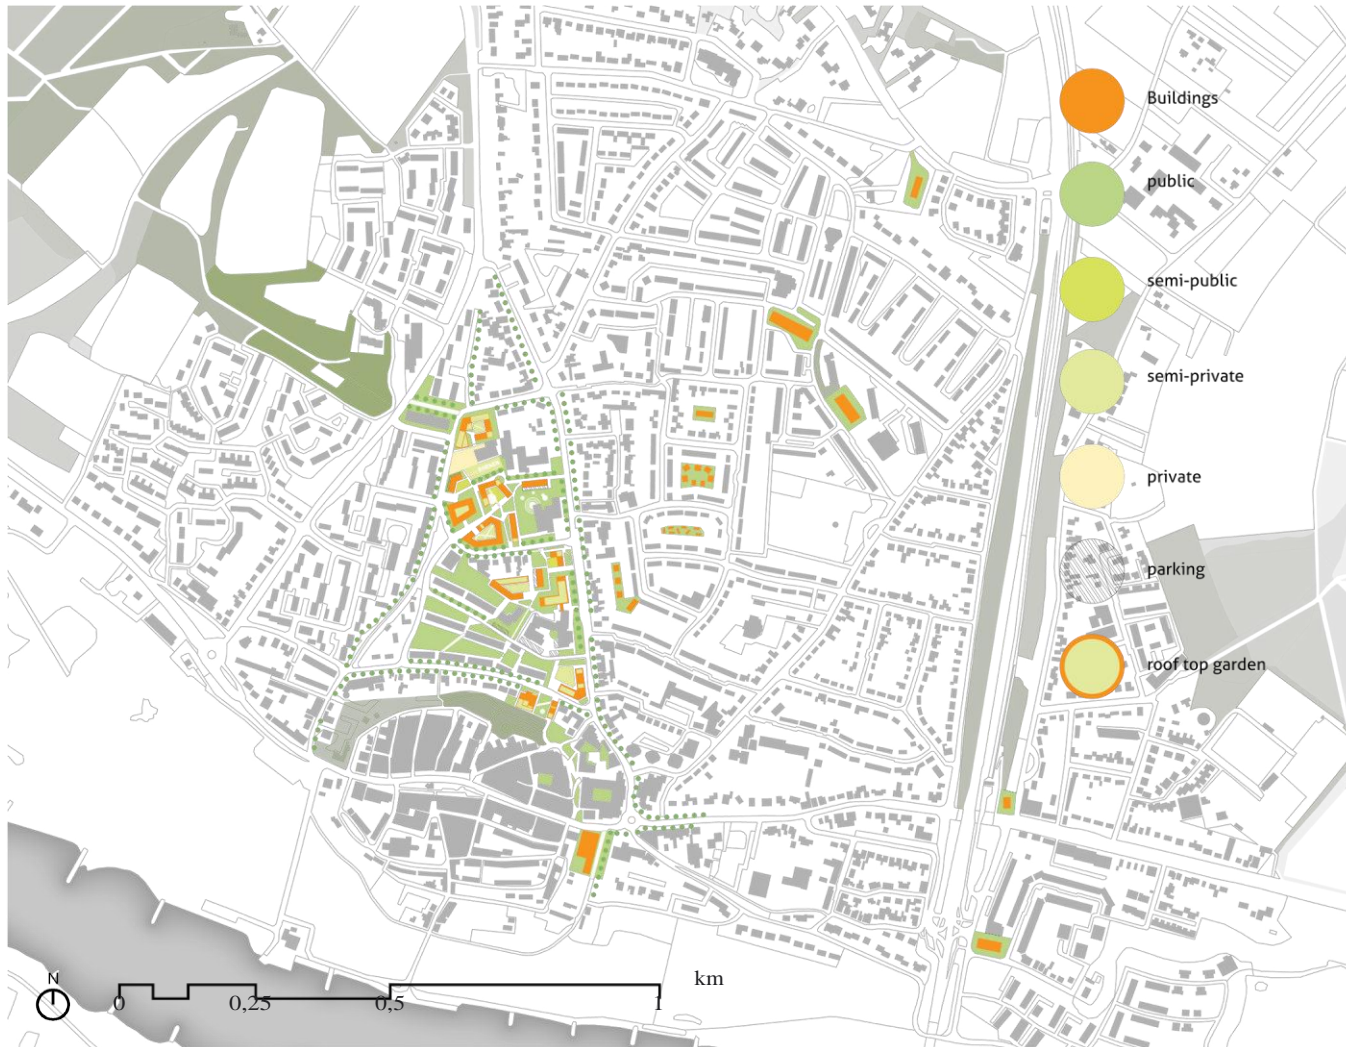 Buildings
public
semi-public
semi-private
private
parking
roof top garden
N
km
0 0,25 0,5 1